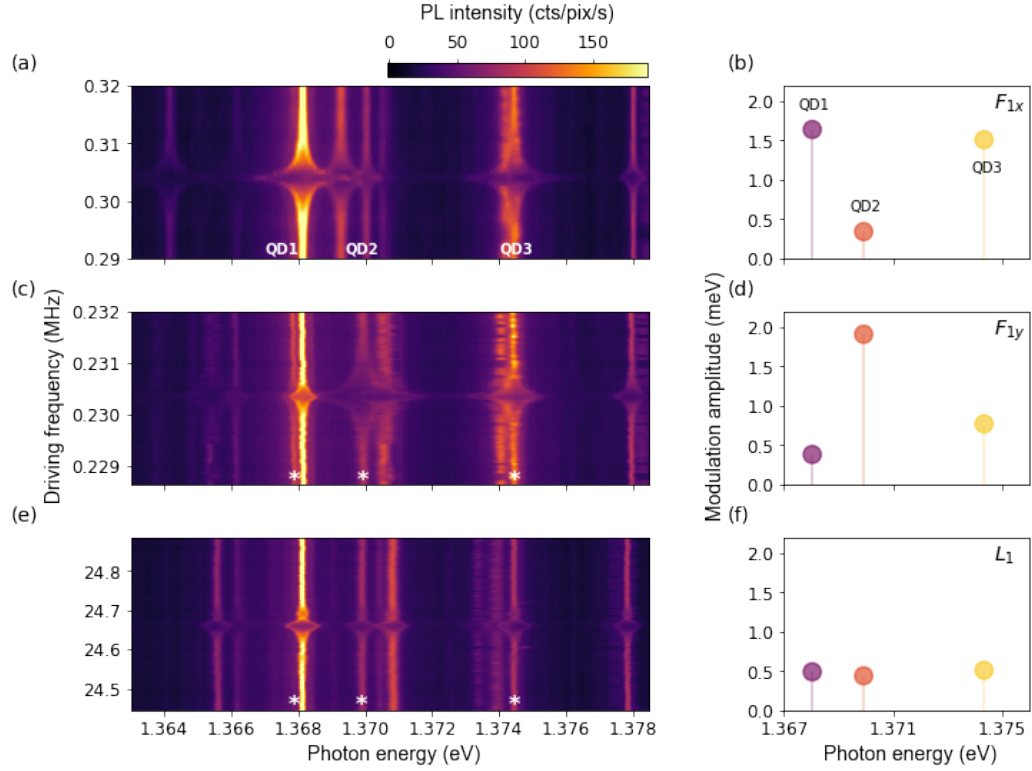 PL intensity (cts/pix/s)
0 50 100 150
(a)
0.32
0.31
0.30
0.29
QD1 QD2 QD3
(b)
2.0
1.5
1.0
0.5
0.0
QD1
QD2
QD3
F1x
(c)
0.232
0.231
0.230
0.229
* * *
Driving frequency (MHz)
(d)
2.0
1.5
1.0
0.5
0.0
F1y
Modulation amplitude (meV)
(e)
24.8
24.7
24.6
24.5
* * *
1.364 1.366 1.368 1.370 1.372 1.374 1.376 1.378
Photon energy (eV)
(f)
2.0
1.5
1.0
0.5
0.0
L1
1.367 1.371 1.375
Photon energy (eV)